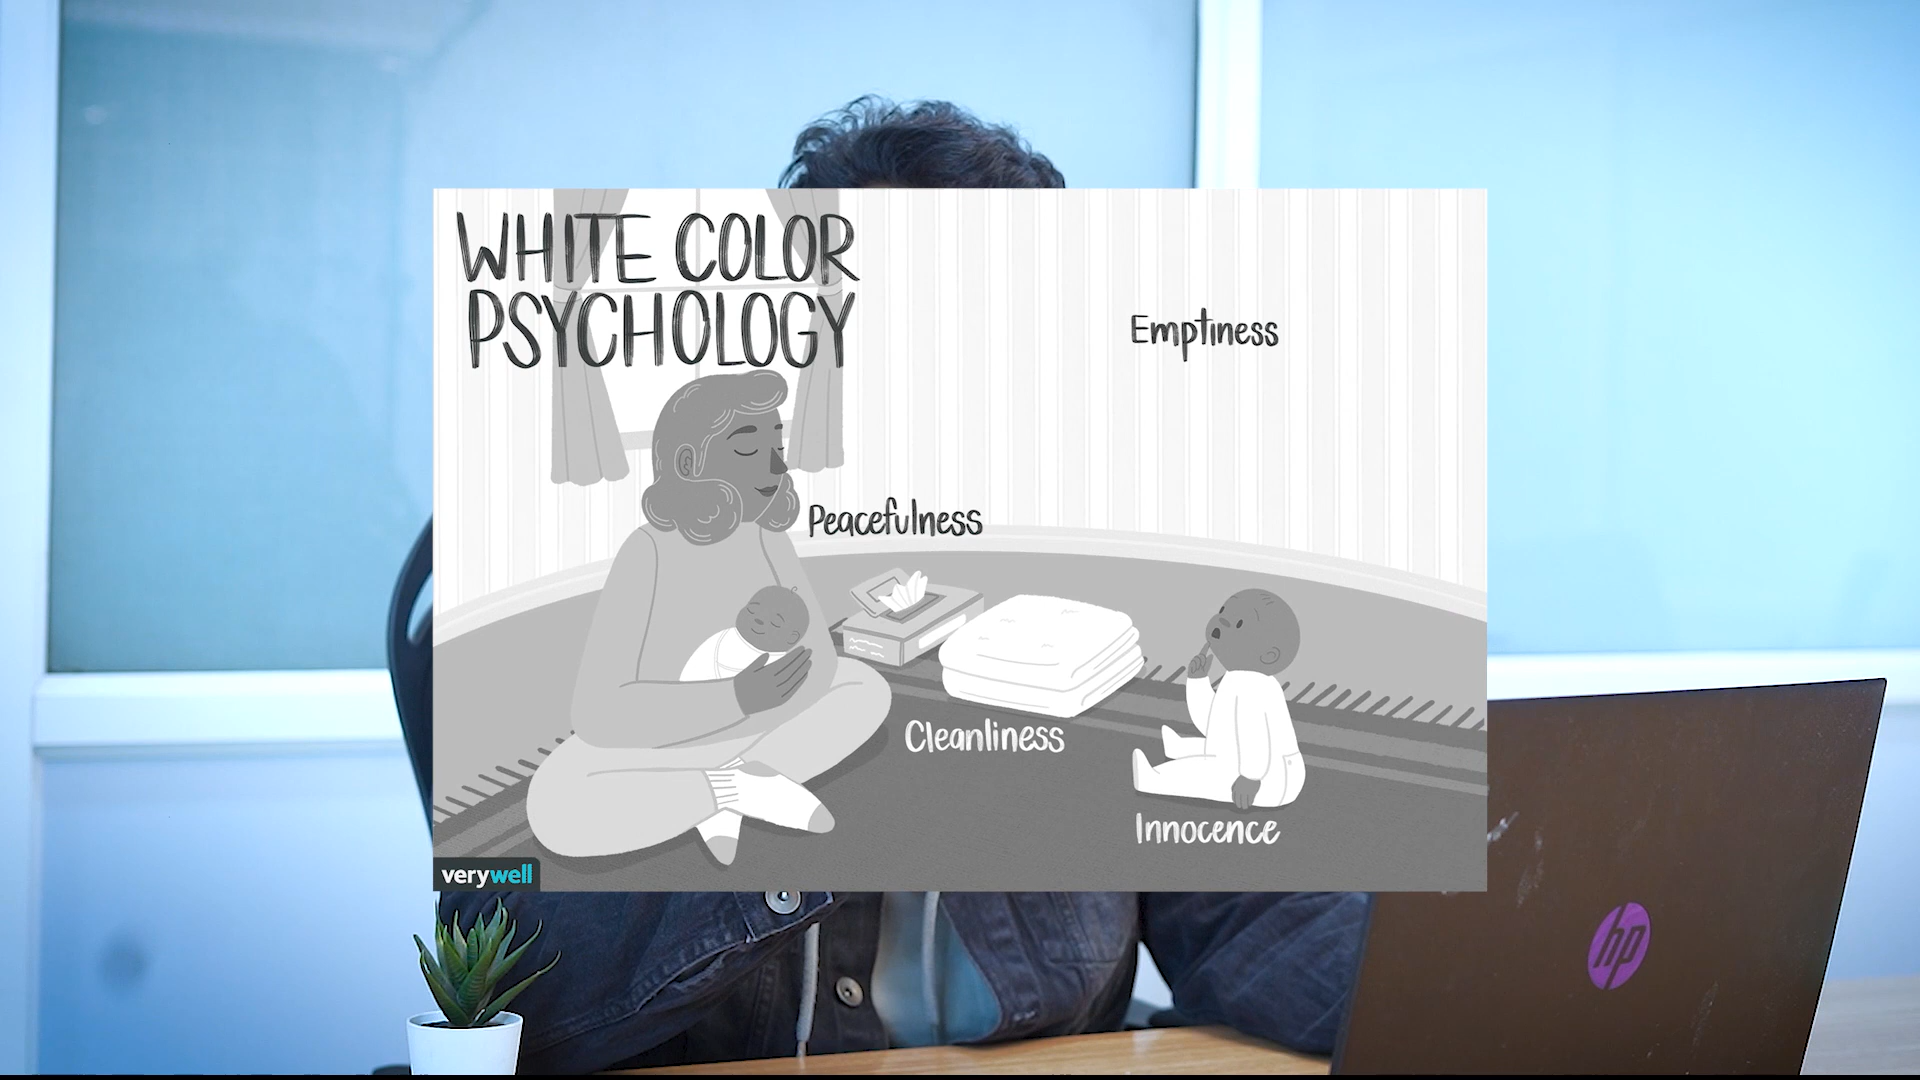 WHITE COLOR
PSYCHOLOGY
Emptiness
Peacefulness
Cleanliness
Innocence
verywell
hp